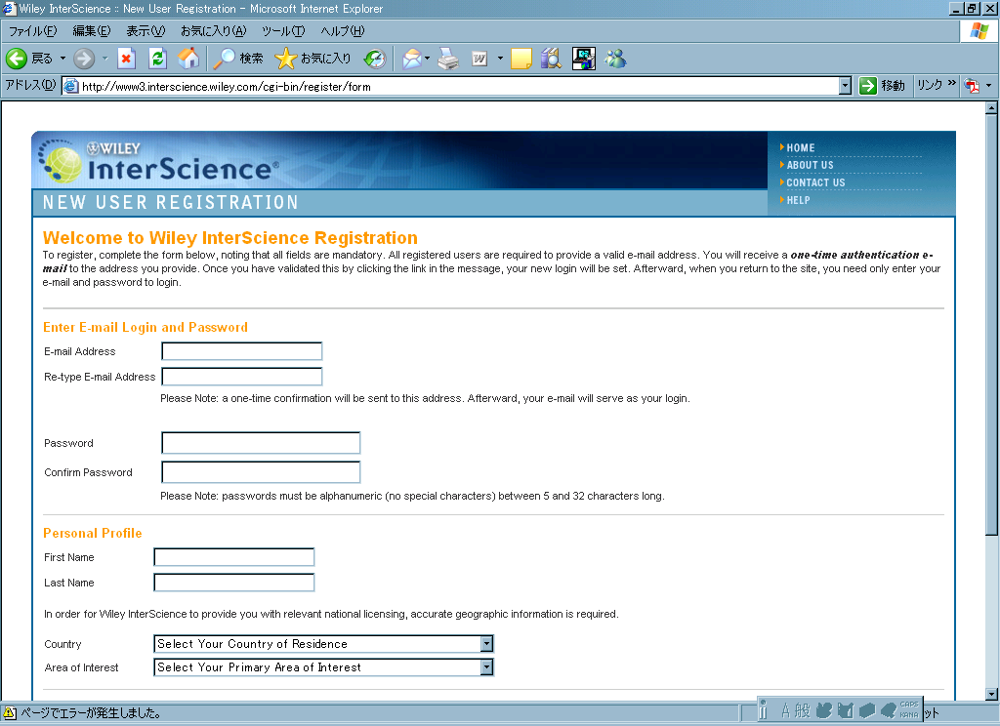 Wiley InterScience :: New User Registration - Microsoft Internet Explorer
ファイル(F) 編集(E) 表示(V) お気に入り(A) ツール(T) ヘルプ(H)
戻る 検索 お気に入り
アドレス(D) http://www3.interscience.wiley.com/cgi-bin/register/form 移動 リンク »
WILEY
InterScience®
HOME
ABOUT US
CONTACT US
HELP
NEW USER REGISTRATION
Welcome to Wiley InterScience Registration
To register, complete the form below, noting that all fields are mandatory. All registered users are required to provide a valid e-mail address. You will receive a one-time authentication e-
mail to the address you provide. Once you have validated this by clicking the link in the message, your new login will be set. Afterward, when you return to the site, you need only enter your
e-mail and password to login.
Enter E-mail Login and Password
E-mail Address
Re-type E-mail Address
Please Note: a one-time confirmation will be sent to this address. Afterward, your e-mail will serve as your login.
Password
Confirm Password
Please Note: passwords must be alphanumeric (no special characters) between 5 and 32 characters long.
Personal Profile
First Name
Last Name
In order for Wiley InterScience to provide you with relevant national licensing, accurate geographic information is required.
Country Select Your Country of Residence
Area of Interest Select Your Primary Area of Interest
ページでエラーが発生しました。 A 般 CAPS KANA ット